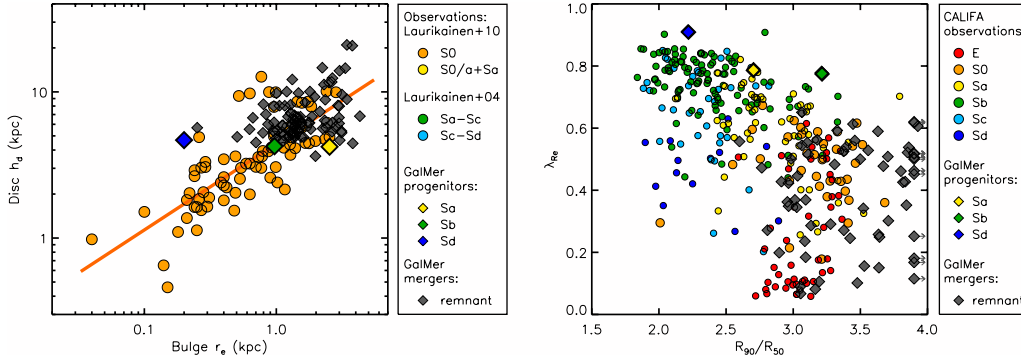 Disc h_d (kpc)
10
1
0.1
1.0
Bulge r_e (kpc)
Observations:
Laurikainen+10
S0
S0/a+Sa
Laurikainen+04
Sa-Sc
Sc-Sd
GalMer
progenitors:
Sa
Sb
Sd
GalMer
mergers:
remnant
λ_Re
1.0
0.8
0.6
0.4
0.2
0.0
1.5
2.0
2.5
3.0
3.5
4.0
R_90/R_50
CALIFA
observations:
E
S0
Sa
Sb
Sc
Sd
GalMer
progenitors:
Sa
Sb
Sd
GalMer
mergers:
remnant